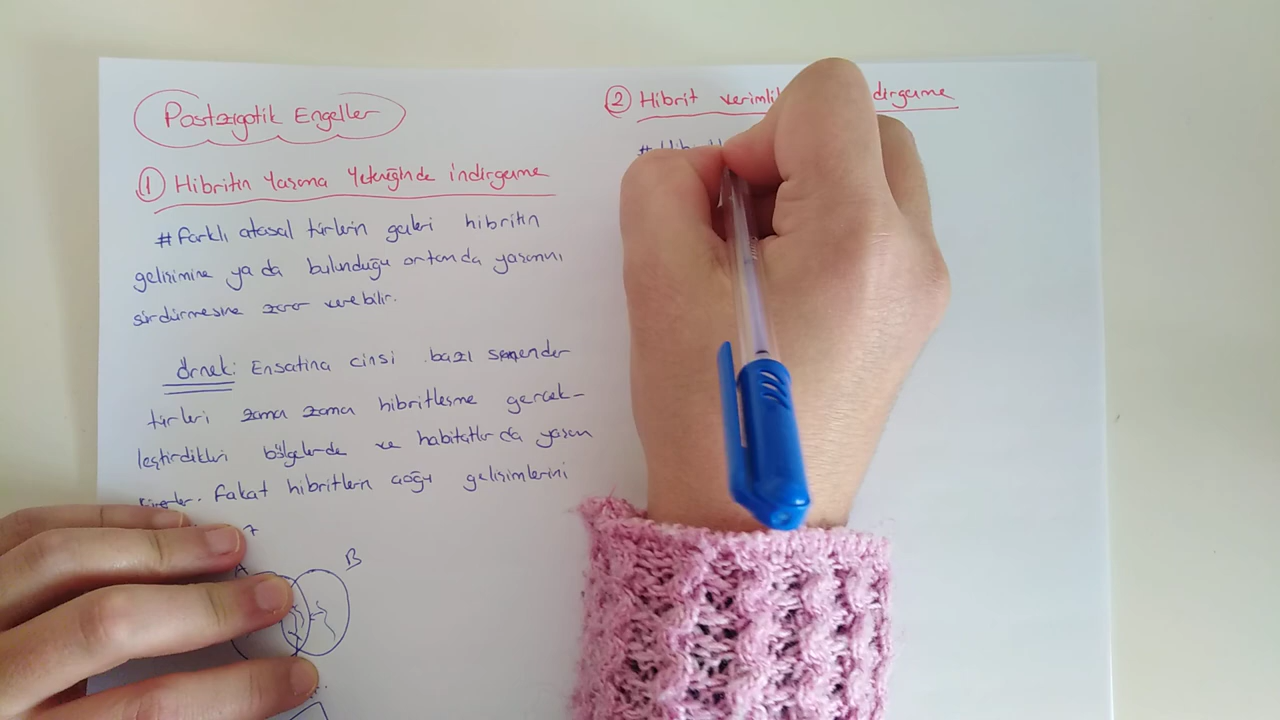 Postzigotik Engeller
① Hibritin Yaşama Yeteneğinde İndirgeme
# Farklı atasal türlerin genleri hibritin
gelişimine ya da bulunduğu ortamda yaşamını
sürdürmesine zarar verebilir.
Örnek: Ensatina cinsi bazı semender
türleri zaman zaman hibritleşme gerçek-
leştirdikleri bölgelerde ve habitatlarda yaşam
Fakat hibritlerin çoğu gelişimlerini
A
B
② Hibrit verimli dirgeme
#